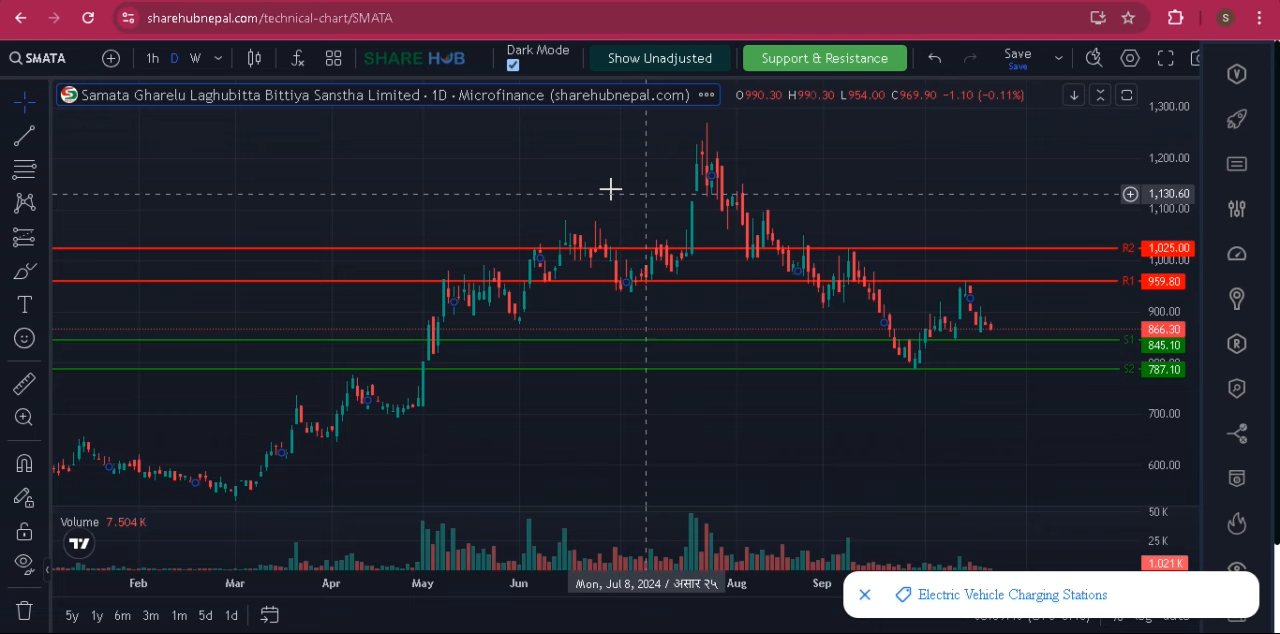 sharehubnepal.com/technical-chart/SMATA
S
SMATA
1h D W
SHARE HUB
Dark Mode
Show Unadjusted
Support & Resistance
Save
Save
Samata Gharelu Laghubitta Bittiya Sanstha Limited · 1D · Microfinance (sharehubnepal.com)
O990.30 H990.30 L954.00 C969.90 −1.10 (−0.11%)
1,300.00
1,200.00
1,130.60
1,100.00
R2 1,025.00
1,000.00
R1 959.80
900.00
866.30
S1 845.10
S2 787.10
700.00
600.00
Volume 7.504 K
50 K
25 K
1.021 K
Feb Mar Apr May Jun Mon, Jul 8, 2024 / असार २५ Aug Sep
Electric Vehicle Charging Stations
5y 1y 6m 3m 1m 5d 1d